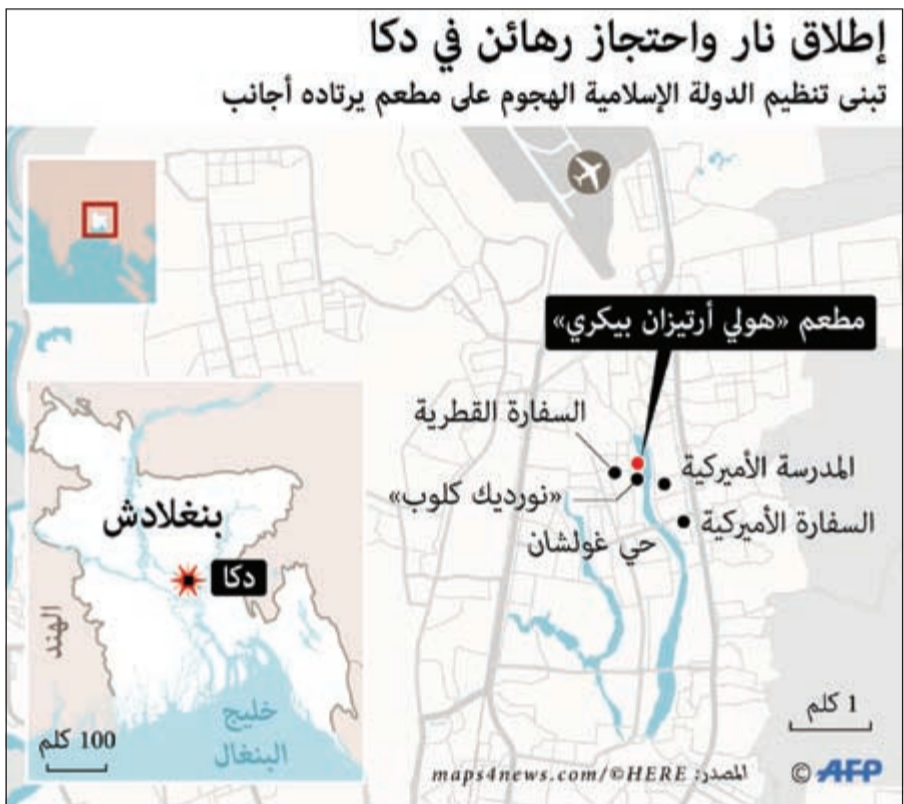 إطلاق نار واحتجاز رهائن في دكا
تبنى تنظيم الدولة الإسلامية الهجوم على مطعم يرتاده أجانب
مطعم «هولي أرتيزان بيكري»
السفارة القطرية
المدرسة الأميركية
«نورديك كلوب»
السفارة الأميركية
حي غولشان
بنغلادش
دكا
الهند
خليج
البنغال
100 كلم
1 كلم
المصدر: maps4news.com/©HERE
© AFP